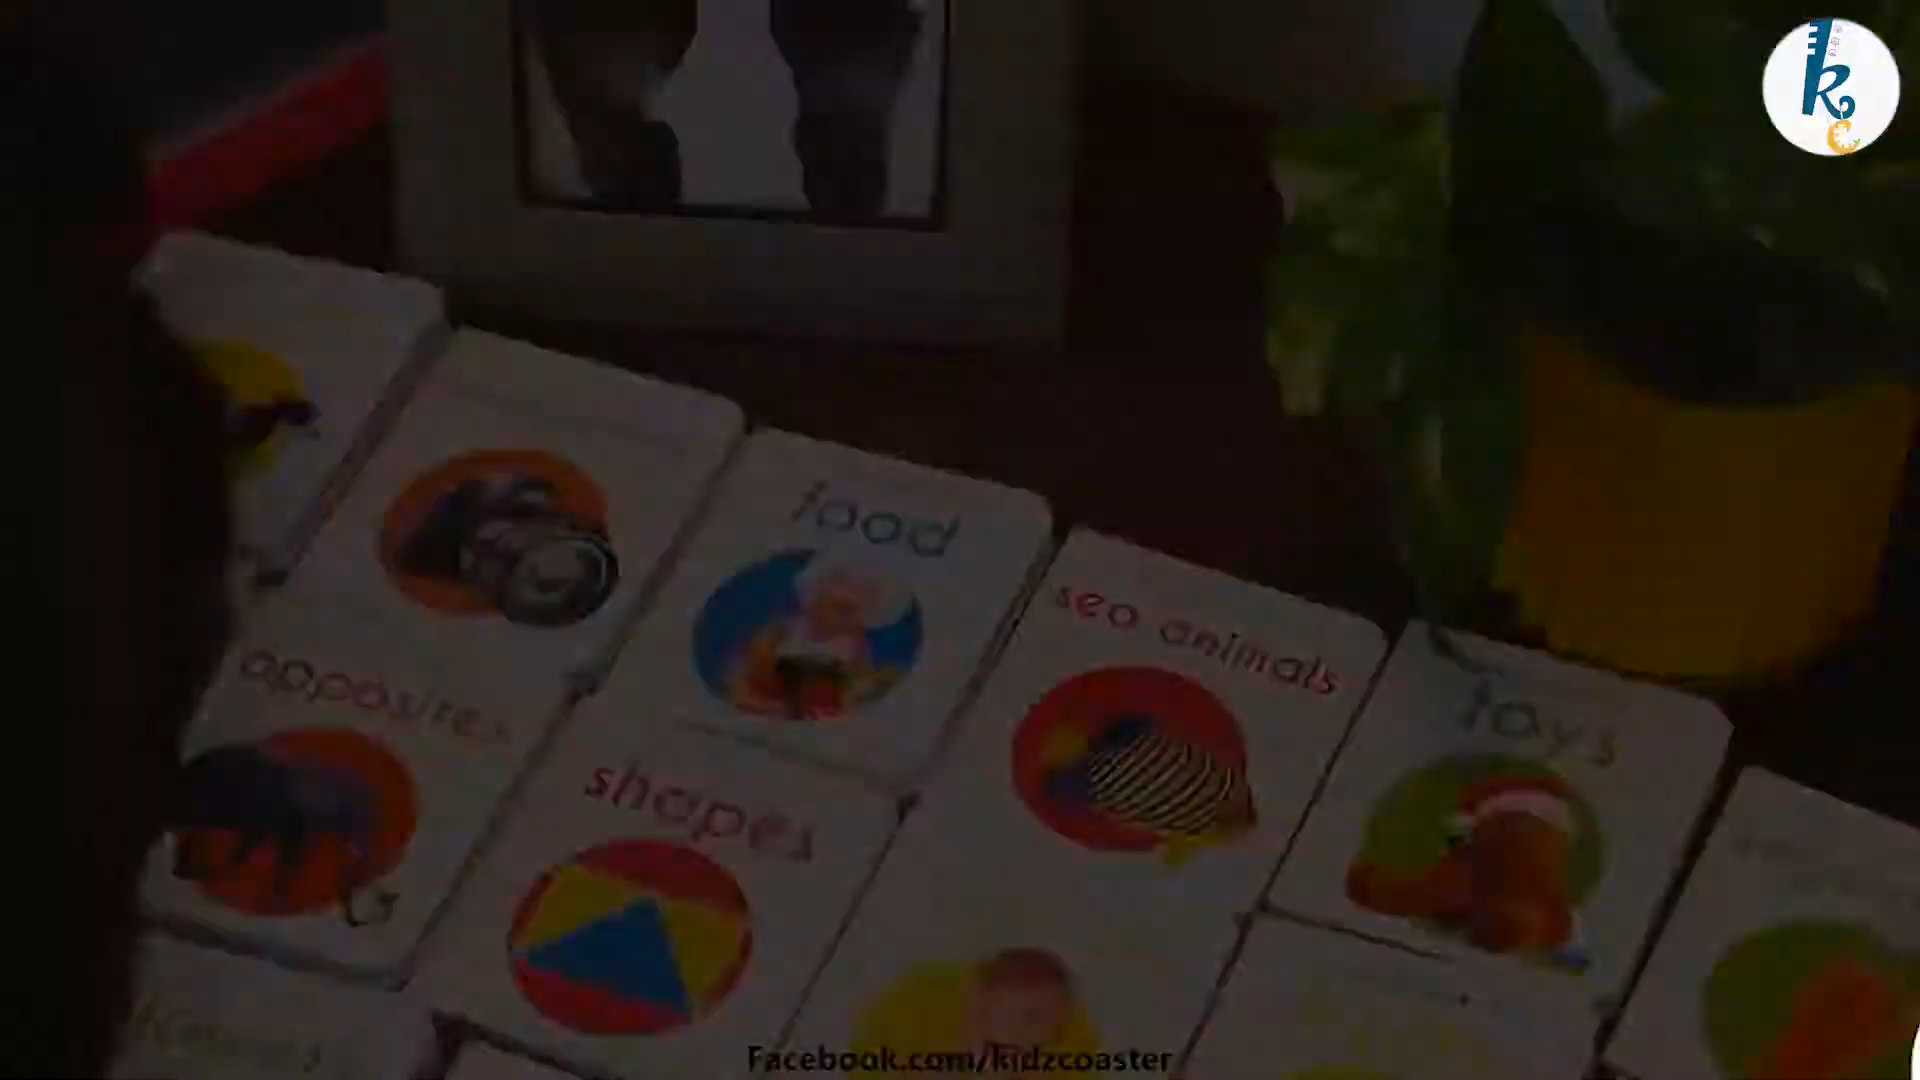 food
sea animals
toys
opposites
shapes
Facebook.com/kidzcoaster